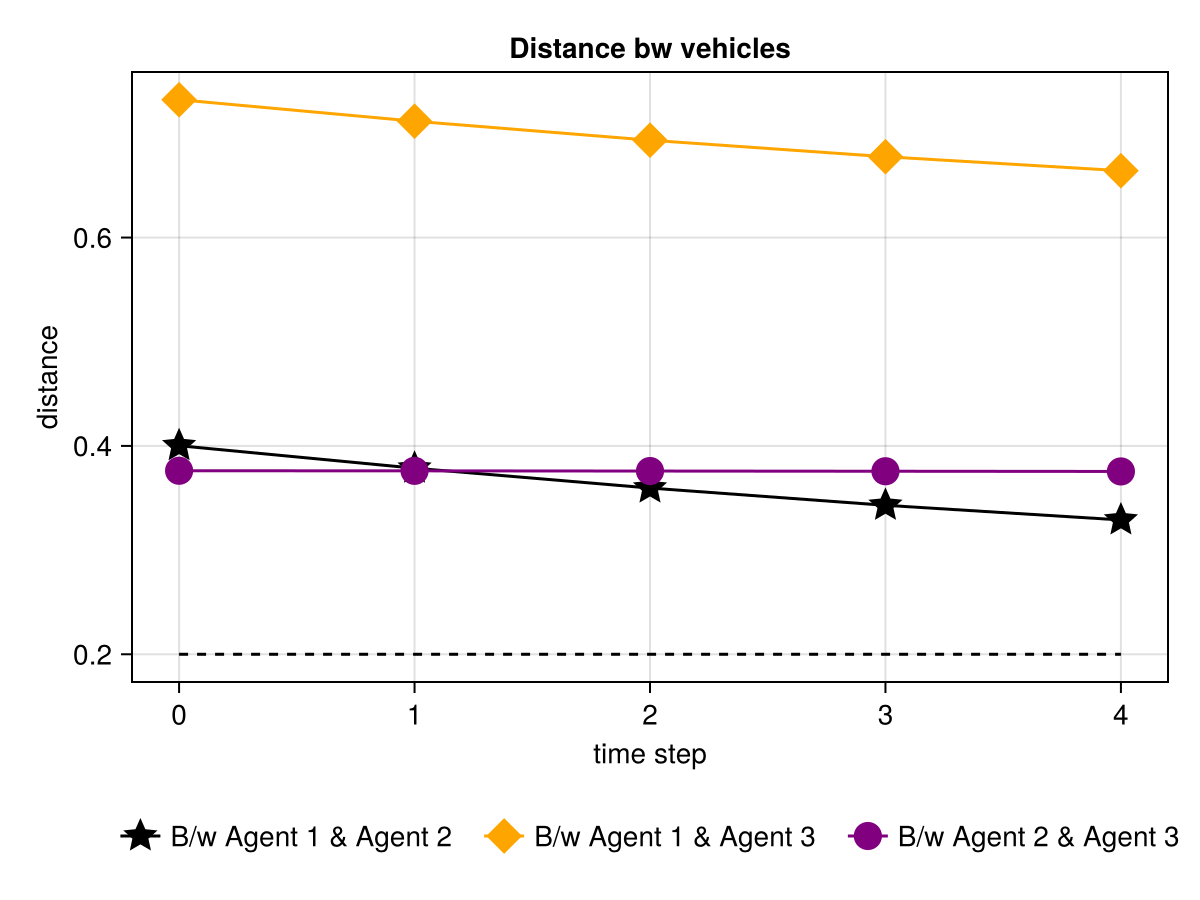 Distance bw vehicles
distance
0.6
0.4
0.2
0 1 2 3 4
time step
B/w Agent 1 & Agent 2 B/w Agent 1 & Agent 3 B/w Agent 2 & Agent 3